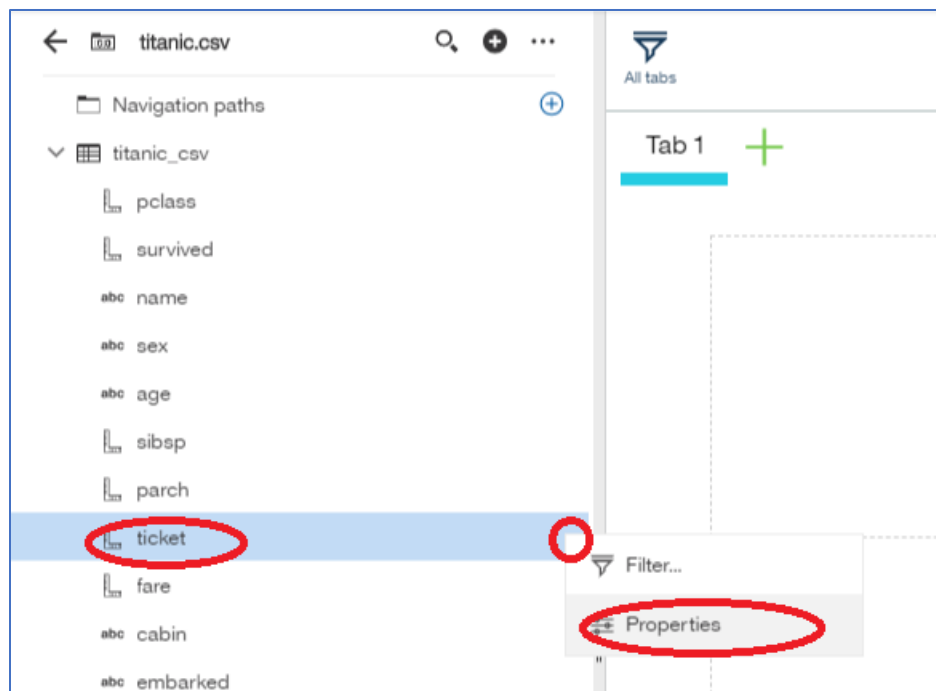 titanic.csv
All tabs
Navigation paths
Tab 1
titanic_csv
pclass
survived
abc name
abc sex
abc age
sibsp
parch
ticket
Filter...
fare
Properties
abc cabin
abc embarked